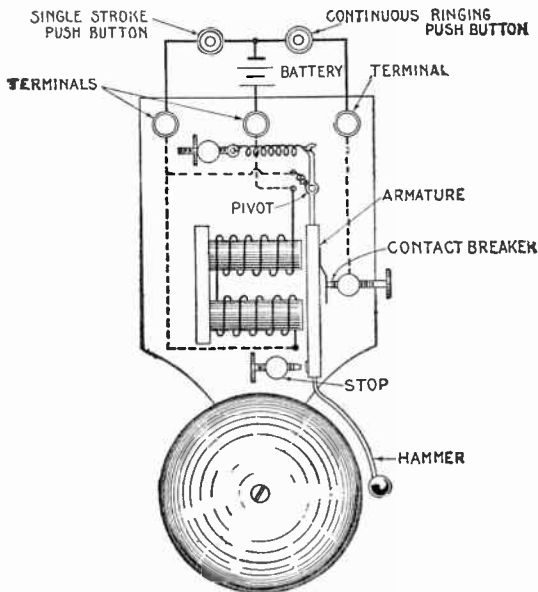 SINGLE STROKE
PUSH BUTTON
CONTINUOUS RINGING
PUSH BUTTON
BATTERY
TERMINALS
TERMINAL
PIVOT
ARMATURE
CONTACT BREAKER
STOP
HAMMER